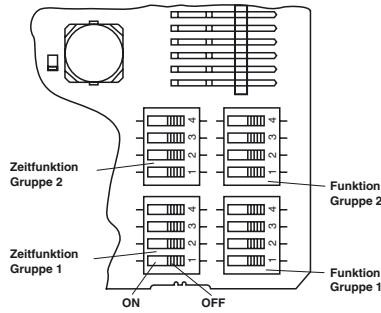 4
3
2
1
4
3
2
1
Zeitfunktion
Gruppe 2
Funktion
Gruppe 2
4
3
2
1
4
3
2
1
Zeitfunktion
Gruppe 1
Funktion
Gruppe 1
ON
OFF